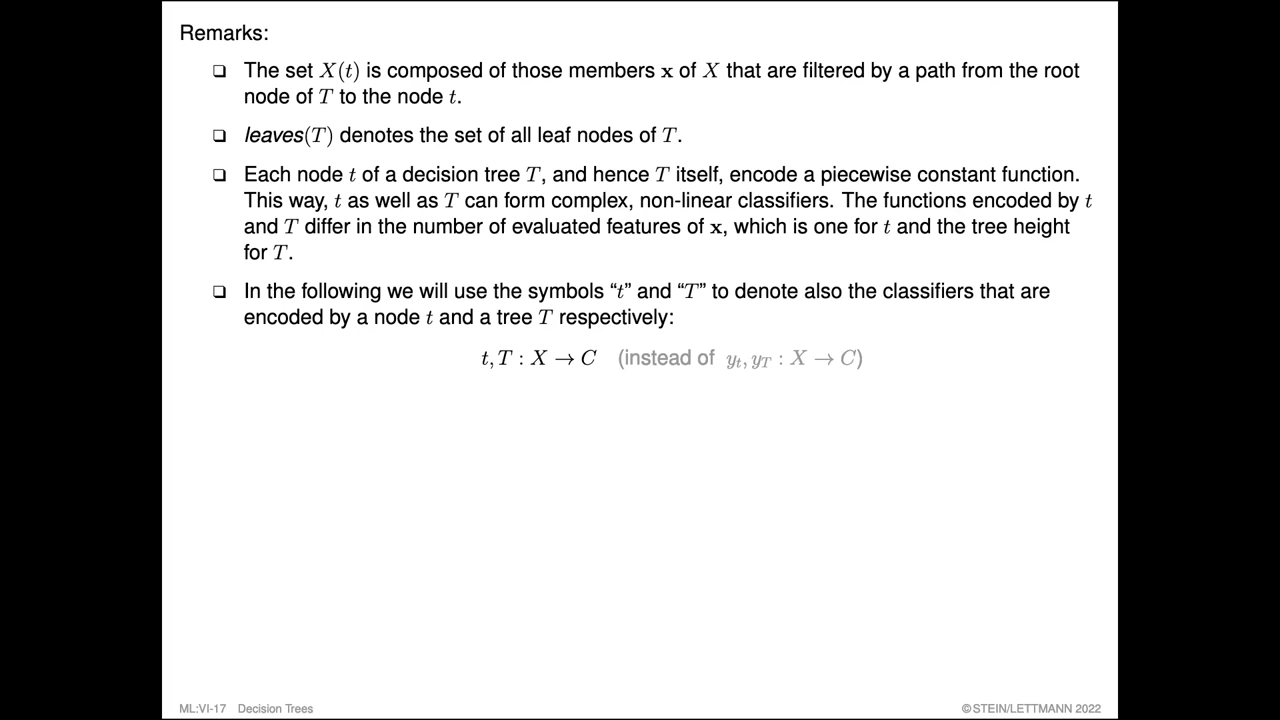 Remarks:
❑ The set X(t) is composed of those members x of X that are filtered by a path from the root
node of T to the node t.
❑ leaves(T) denotes the set of all leaf nodes of T.
❑ Each node t of a decision tree T, and hence T itself, encode a piecewise constant function.
This way, t as well as T can form complex, non-linear classifiers. The functions encoded by t
and T differ in the number of evaluated features of x, which is one for t and the tree height
for T.
❑ In the following we will use the symbols “t” and “T” to denote also the classifiers that are
encoded by a node t and a tree T respectively:
t, T : X → C (instead of y_t, y_T : X → C)
ML:VI-17 Decision Trees
©STEIN/LETTMANN 2022